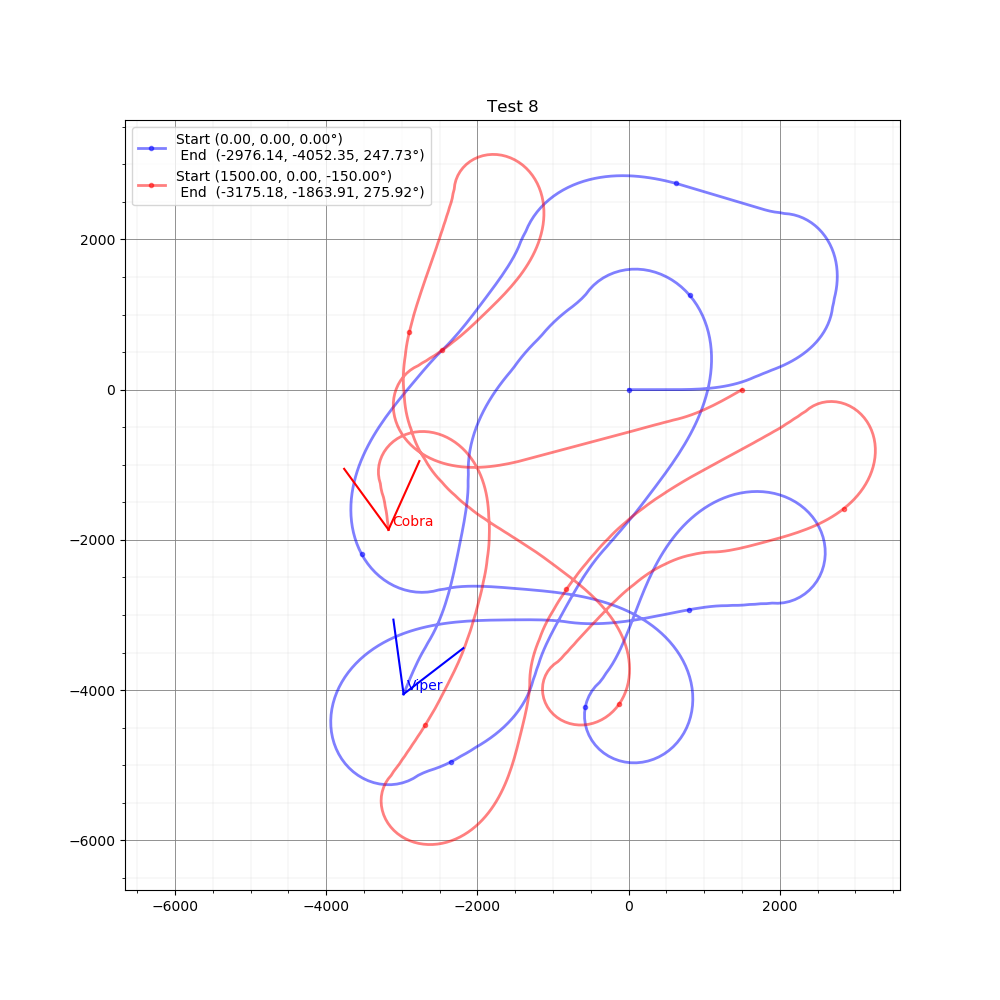 Test 8
Start (0.00, 0.00, 0.00°)
End  (-2976.14, -4052.35, 247.73°)
Start (1500.00, 0.00, -150.00°)
End  (-3175.18, -1863.91, 275.92°)
2000
0
−2000
−4000
−6000
Cobra
Viper
−6000
−4000
−2000
0
2000